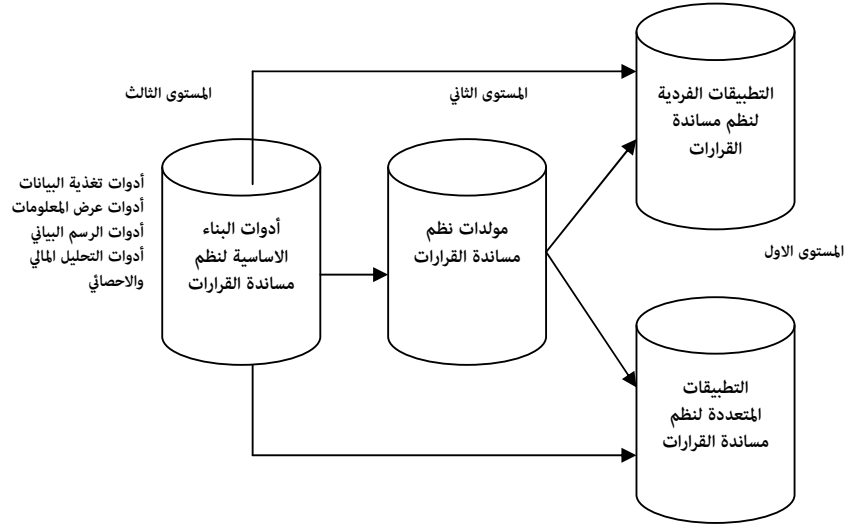 التطبيقات الفردية
لنظم مساندة
القرارات
المستوى الاول
التطبيقات
المتعددة لنظم
مساندة القرارات
المستوى الثاني
مولدات نظم
مساندة القرارات
المستوى الثالث
أدوات البناء
الاساسية لنظم
مساندة القرارات
أدوات تغذية البيانات
أدوات عرض المعلومات
أدوات الرسم البياني
أدوات التحليل المالي
والاحصائي